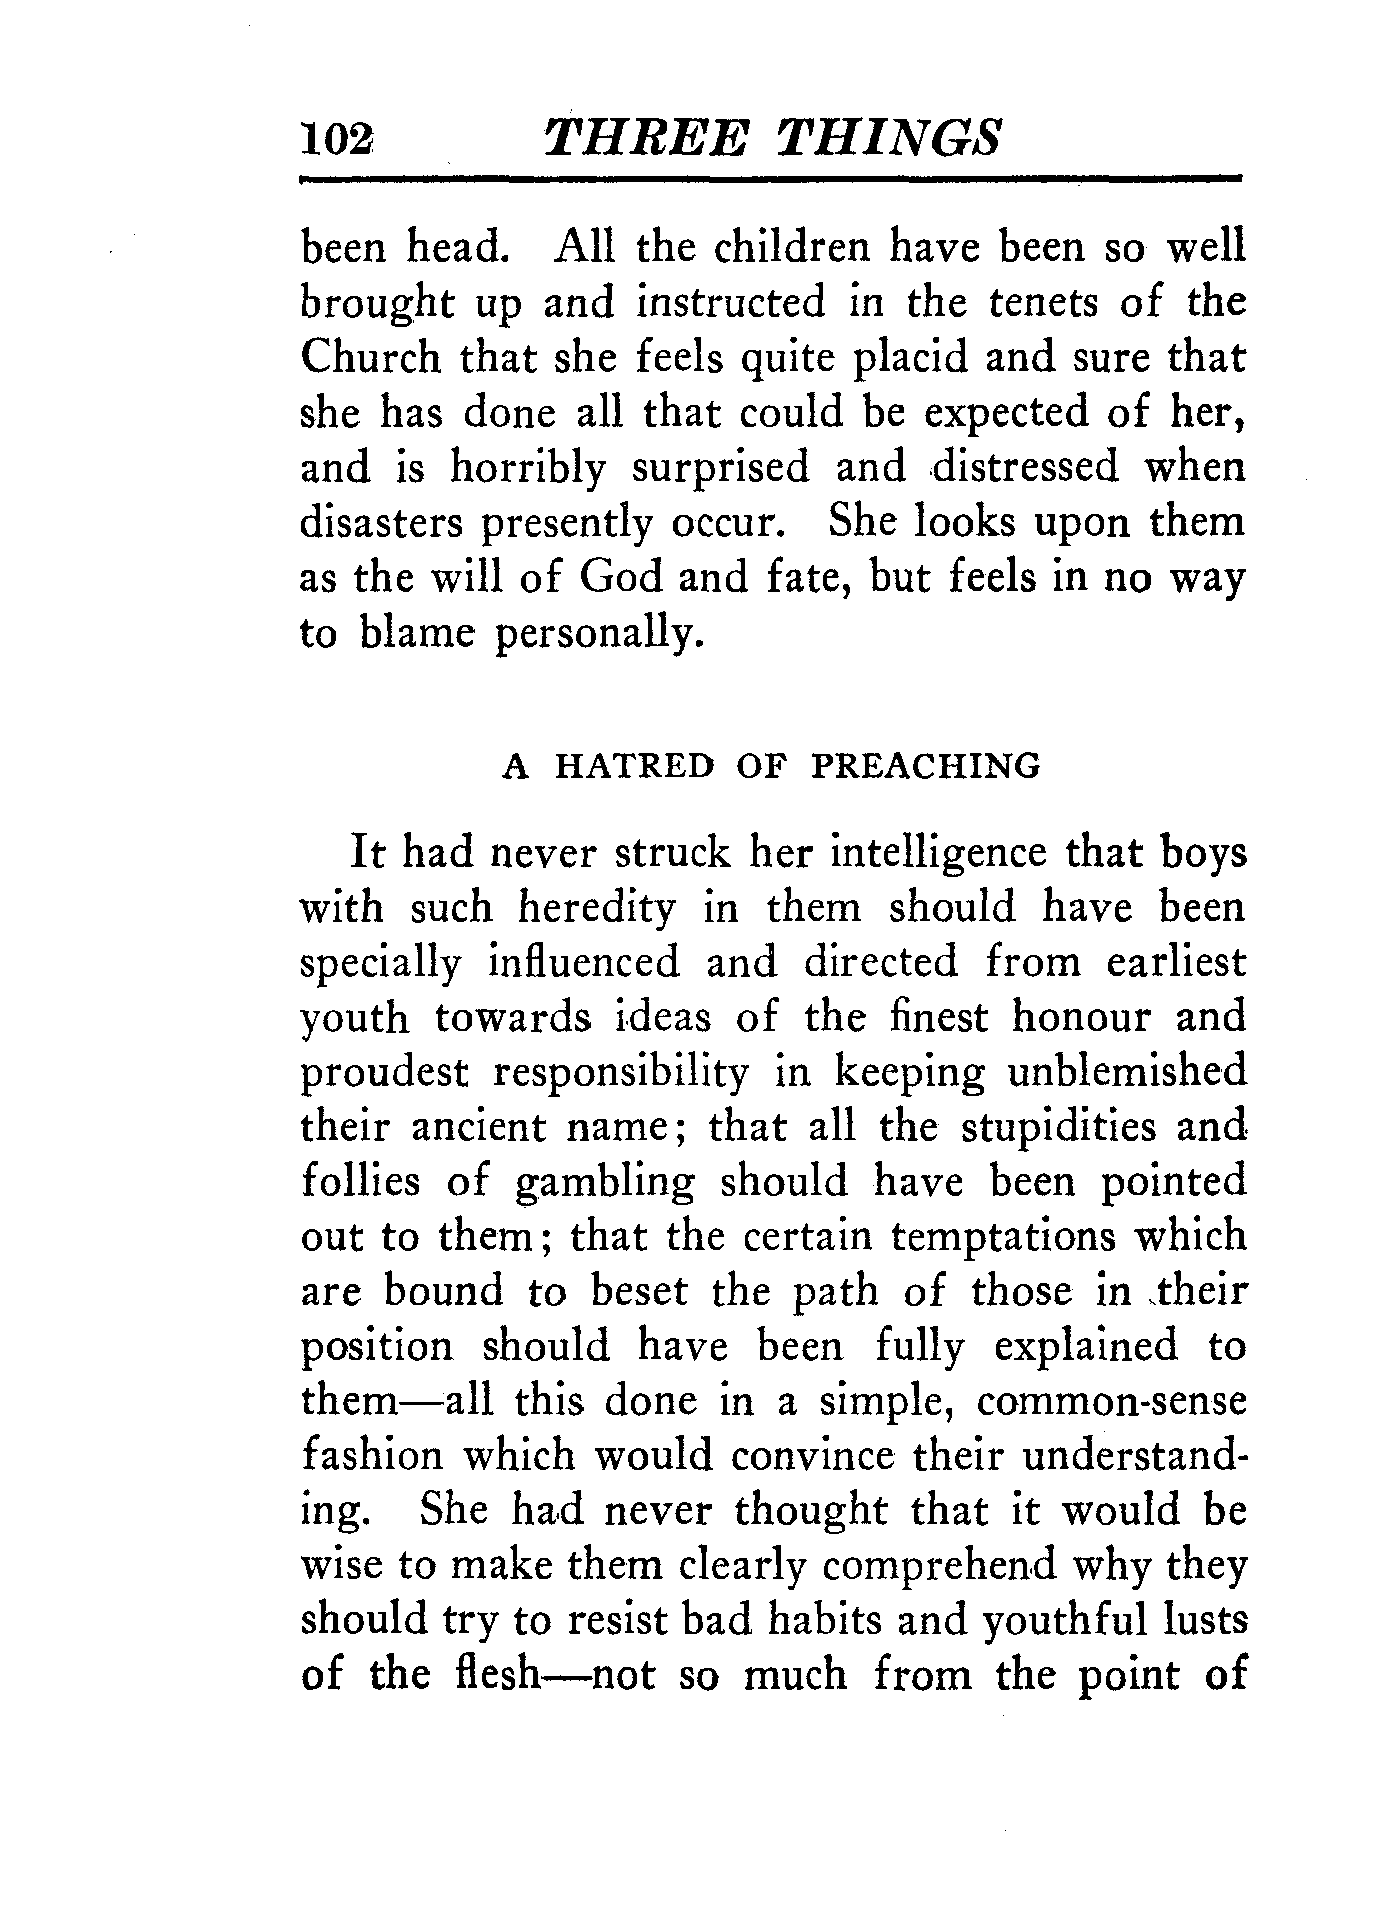 102 THREE THINGS
been head. All the children have been so well
brought up and instructed in the tenets of the
Church that she feels quite placid and sure that
she has done all that could be expected of her,
and is horribly surprised and distressed when
disasters presently occur. She looks upon them
as the will of God and fate, but feels in no way
to blame personally.
A HATRED OF PREACHING
It had never struck her intelligence that boys
with such heredity in them should have been
specially influenced and directed from earliest
youth towards ideas of the finest honour and
proudest responsibility in keeping unblemished
their ancient name; that all the stupidities and
follies of gambling should have been pointed
out to them; that the certain temptations which
are bound to beset the path of those in their
position should have been fully explained to
them—all this done in a simple, common-sense
fashion which would convince their understand-
ing. She had never thought that it would be
wise to make them clearly comprehend why they
should try to resist bad habits and youthful lusts
of the flesh—not so much from the point of